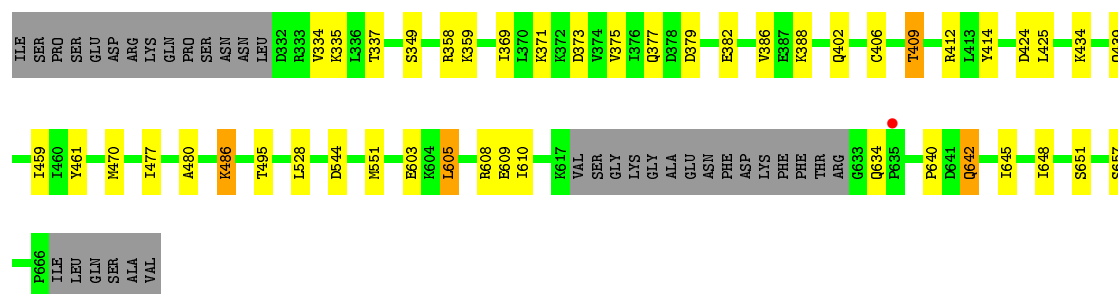 ILE SER PRO SER GLU ASP ARG LYS GLN PRO SER ASN ASN LEU D332 R333 V334 K335 L336 T337 S349 R358 K359 I369 L370 K371 K372 D373 V374 V375 I376 Q377 D378 D379 E382 V386 E387 K388 Q402 C406 T409 R412 L413 Y414 D424 L425 K434
I459 I460 Y461 M470 I477 A480 K486 T495 L528 D544 M551 E603 K604 L605 R608 E609 I610 K617 VAL SER GLY LYS GLY ALA GLU ASN PHE ASP LYS PHE PHE THR ARG G633 Q634 P635 P640 D641 Q642 I645 I648 S651 S657
P666 ILE LEU GLN SER ALA VAL